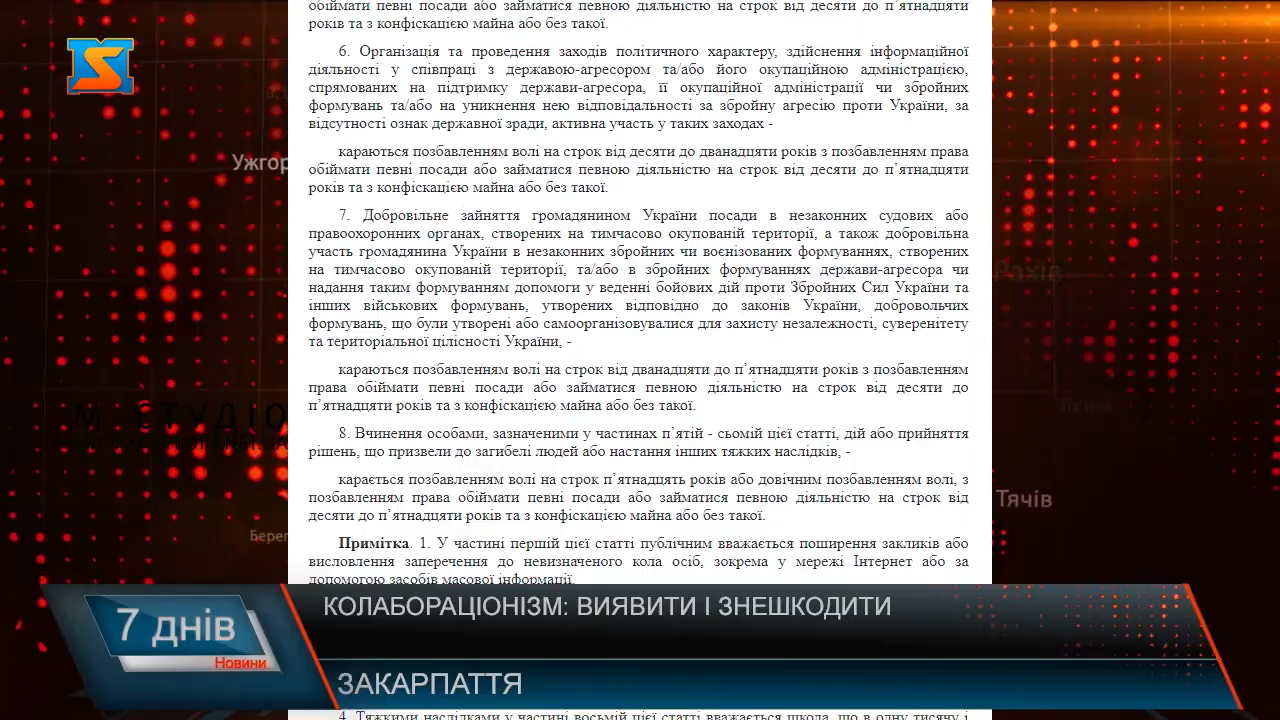 обіймати певні посади або займатися певною діяльністю на строк від десяти до п’ятнадцяти
років та з конфіскацією майна або без такої.
6. Організація та проведення заходів політичного характеру, здійснення інформаційної
діяльності у співпраці з державою-агресором та/або його окупаційною адміністрацією,
спрямованих на підтримку держави-агресора, її окупаційної адміністрації чи збройних
формувань та/або на уникнення нею відповідальності за збройну агресію проти України, за
відсутності ознак державної зради, активна участь у таких заходах -
караються позбавленням волі на строк від десяти до дванадцяти років з позбавленням права
обіймати певні посади або займатися певною діяльністю на строк від десяти до п’ятнадцяти
років та з конфіскацією майна або без такої.
7. Добровільне зайняття громадянином України посади в незаконних судових або
правоохоронних органах, створених на тимчасово окупованій території, а також добровільна
участь громадянина України в незаконних збройних чи воєнізованих формуваннях, створених
на тимчасово окупованій території, та/або в збройних формуваннях держави-агресора чи
надання таким формуванням допомоги у веденні бойових дій проти Збройних Сил України та
інших військових формувань, утворених відповідно до законів України, добровольчих
формувань, що були утворені або самоорганізовувалися для захисту незалежності, суверенітету
та територіальної цілісності України, -
караються позбавленням волі на строк від дванадцяти до п’ятнадцяти років з позбавленням
права обіймати певні посади або займатися певною діяльністю на строк від десяти до
п’ятнадцяти років та з конфіскацією майна або без такої.
8. Вчинення особами, зазначеними у частинах п’ятій - сьомій цієї статті, дій або прийняття
рішень, що призвели до загибелі людей або настання інших тяжких наслідків, -
карається позбавленням волі на строк п’ятнадцять років або довічним позбавленням волі, з
позбавленням права обіймати певні посади або займатися певною діяльністю на строк від
десяти до п’ятнадцяти років та з конфіскацією майна або без такої.
Примітка. 1. У частині першій цієї статті публічним вважається поширення закликів або
висловлення заперечення до невизначеного кола осіб, зокрема у мережі Інтернет або за
допомогою засобів масової інформації.
4. Тяжкими наслідками у частині восьмій цієї статті вважається шкода, що в одну тисячу і
Ужгор
Рахів
М СТУДІО
Тячів
Берег
7 днів
Новини
КОЛАБОРАЦІОНІЗМ: ВИЯВИТИ І ЗНЕШКОДИТИ
ЗАКАРПАТТЯ